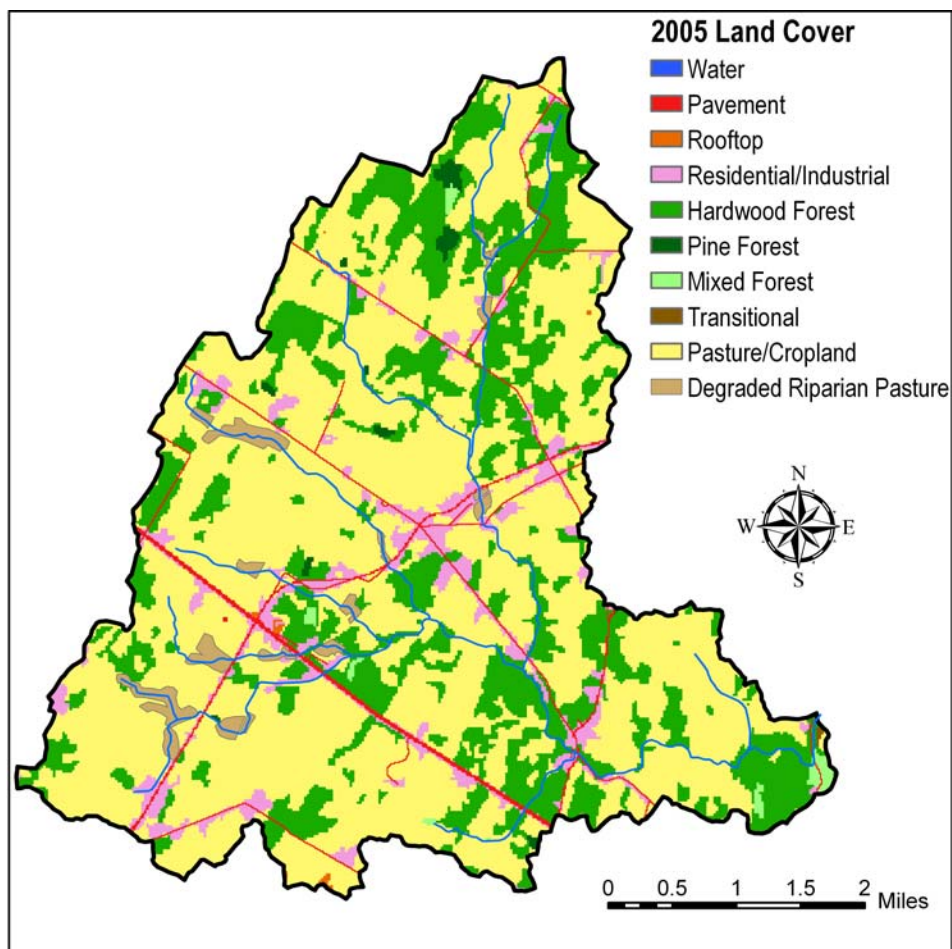 2005 Land Cover
Water
Pavement
Rooftop
Residential/Industrial
Hardwood Forest
Pine Forest
Mixed Forest
Transitional
Pasture/Cropland
Degraded Riparian Pasture
N
W E
S
0 0.5 1 1.5 2
Miles